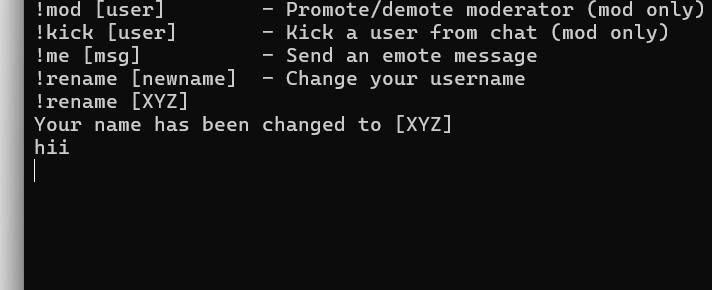 !mod [user]        - Promote/demote moderator (mod only)
!kick [user]       - Kick a user from chat (mod only)
!me [msg]          - Send an emote message
!rename [newname]  - Change your username
!rename [XYZ]
Your name has been changed to [XYZ]
hii